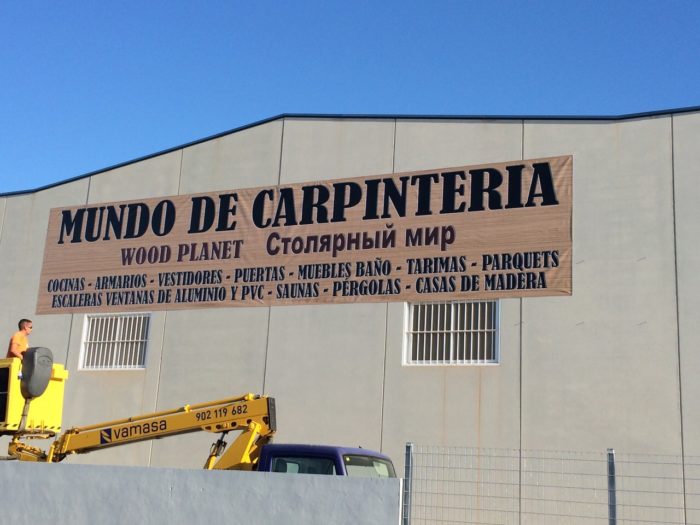 MUNDO DE CARPINTERIA
WOOD PLANET Столярный мир
COCINAS - ARMARIOS - VESTIDORES - PUERTAS - MUEBLES BAÑO - TARIMAS - PARQUETS
ESCALERAS VENTANAS DE ALUMINIO Y PVC - SAUNAS - PÉRGOLAS - CASAS DE MADERA
vamasa 902 119 682